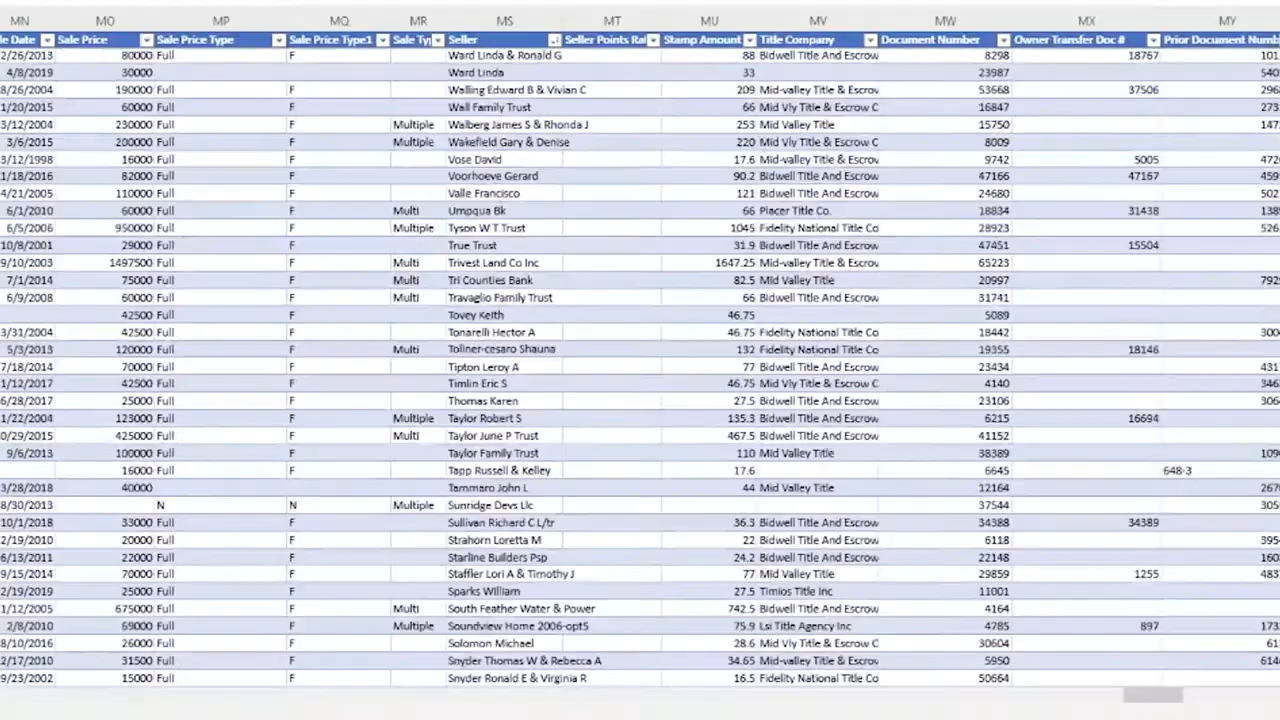 MN MO MP MQ MR MS MT MU MV MW MX MY
le Date Sale Price Sale Price Type Sale Price Type1 Sale Ty Seller Seller Points Rat Stamp Amount Title Company Document Number Owner Transfer Doc # Prior Document Numb
2/26/2013 80000 Full Ward Linda & Ronald G 88 Bidwell Title And Escrow 8298 18767 101
4/8/2019 30000 Ward Linda 33 23987 540
8/26/2004 190000 Full F Walling Edward B & Vivian C 209 Mid-valley Title & Escrow 53668 37506 296
1/20/2015 60000 Full F Wall Family Trust 66 Mid Vly Title & Escrow C 16847 273
3/12/2004 230000 Full F Multiple Walberg James S & Rhonda J 253 Mid Valley Title 15750 147
3/6/2015 200000 Full F Multiple Wakefield Gary & Denise 220 Mid Vly Title & Escrow C 8009
3/12/1998 16000 Full F Vose David 17.6 Mid-valley Title & Escrow 9742 5005 472
1/18/2016 82000 Full F Voorhoeve Gerard 90.2 Bidwell Title And Escrow 47166 47167 459
4/21/2005 110000 Full F Valle Francisco 121 Bidwell Title And Escrow 24680 502
6/1/2010 60000 Full F Multi Umpqua Bk 66 Placer Title Co. 18834 31438 138
6/5/2006 950000 Full F Multiple Tyson W T Trust 1045 Fidelity National Title Co 28923 526
10/8/2001 29000 Full F True Trust 31.9 Bidwell Title And Escrow 47451 15504
9/10/2003 1497500 Full F Multi Trivest Land Co Inc 1647.25 Mid-valley Title & Escrow 65223
7/1/2014 75000 Full F Multi Tri Counties Bank 82.5 Mid Valley Title 20997 792
6/9/2008 60000 Full F Multi Travaglio Family Trust 66 Bidwell Title And Escrow 31741
42500 Full F Tovey Keith 46.75 5089
3/31/2004 42500 Full F Tonarelli Hector A 46.75 Fidelity National Title Co 18442 300
5/3/2013 120000 Full F Multi Tollner-cesaro Shauna 132 Fidelity National Title Co 19355 18146
7/18/2014 70000 Full F Tipton Leroy A 77 Bidwell Title And Escrow 23434 431
1/12/2017 42500 Full F Timlin Eric S 46.75 Mid Vly Title & Escrow C 4140 346
6/28/2017 25000 Full F Thomas Karen 27.5 Bidwell Title And Escrow 23106 306
1/22/2004 123000 Full F Multiple Taylor Robert S 135.3 Bidwell Title And Escrow 6215 16694
0/29/2015 425000 Full F Multi Taylor June P Trust 467.5 Bidwell Title And Escrow 41152
9/6/2013 100000 Full F Taylor Family Trust 110 Mid Valley Title 38389 109
16000 Full F Tapp Russell & Kelley 17.6 6645 648-3
3/28/2018 40000 Tammaro John L 44 Mid Valley Title 12164 267
8/30/2013 N N Multiple Sunridge Devs Llc 37544 305
10/1/2018 33000 Full F Sullivan Richard C L/tr 36.3 Bidwell Title And Escrow 34388 34389
2/19/2010 20000 Full F Strahorn Loretta M 22 Bidwell Title And Escrow 6118 395
6/13/2011 22000 Full F Starline Builders Psp 24.2 Bidwell Title And Escrow 22148 160
9/15/2014 70000 Full F Staffler Lori A & Timothy J 77 Mid Valley Title 29859 1255 483
2/19/2019 25000 Full F Sparks William 27.5 Timios Title Inc 11001
1/12/2005 675000 Full F Multi South Feather Water & Power 742.5 Bidwell Title And Escrow 4164
2/8/2010 69000 Full F Multiple Soundview Home 2006-opt5 75.9 Lsi Title Agency Inc 4785 897 173
8/10/2016 26000 Full F Solomon Michael 28.6 Mid Vly Title & Escrow C 30604 61
2/17/2010 31500 Full F Snyder Thomas W & Rebecca A 34.65 Mid-valley Title & Escrow 5950 614
9/23/2002 15000 Full F Snyder Ronald E & Virginia R 16.5 Fidelity National Title Co 50664